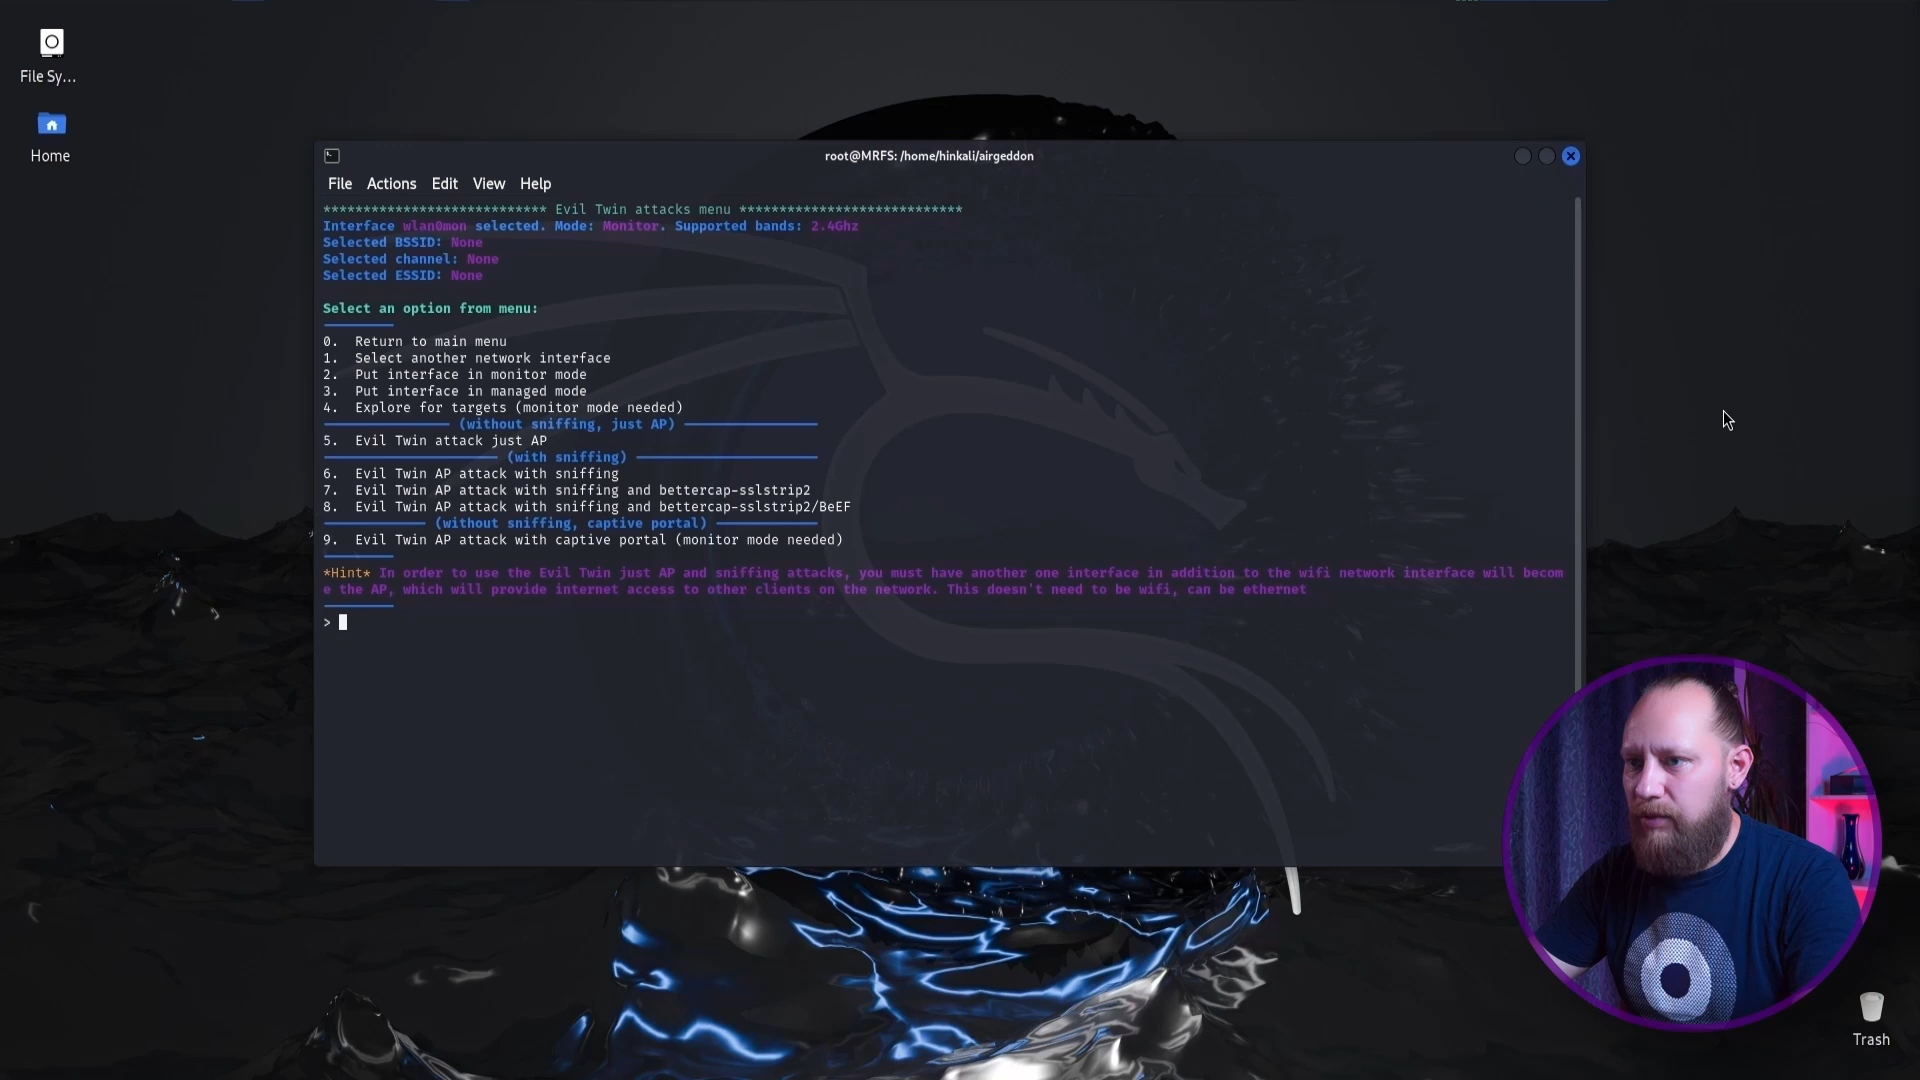 File Sy...
Home
root@MRFS: /home/hinkali/airgeddon
File Actions Edit View Help
**************************** Evil Twin attacks menu ****************************
Interface wlan0mon selected. Mode: Monitor. Supported bands: 2.4Ghz
Selected BSSID: None
Selected channel: None
Selected ESSID: None
Select an option from menu:
0. Return to main menu
1. Select another network interface
2. Put interface in monitor mode
3. Put interface in managed mode
4. Explore for targets (monitor mode needed)
(without sniffing, just AP)
5. Evil Twin attack just AP
(with sniffing)
6. Evil Twin AP attack with sniffing
7. Evil Twin AP attack with sniffing and bettercap-sslstrip2
8. Evil Twin AP attack with sniffing and bettercap-sslstrip2/BeEF
(without sniffing, captive portal)
9. Evil Twin AP attack with captive portal (monitor mode needed)
*Hint* In order to use the Evil Twin just AP and sniffing attacks, you must have another one interface in addition to the wifi network interface will becom
e the AP, which will provide internet access to other clients on the network. This doesn't need to be wifi, can be ethernet
>
Trash